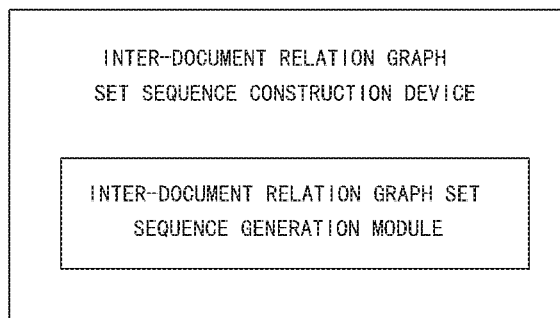 INTER-DOCUMENT RELATION GRAPH
SET SEQUENCE CONSTRUCTION DEVICE
INTER-DOCUMENT RELATION GRAPH SET
SEQUENCE GENERATION MODULE